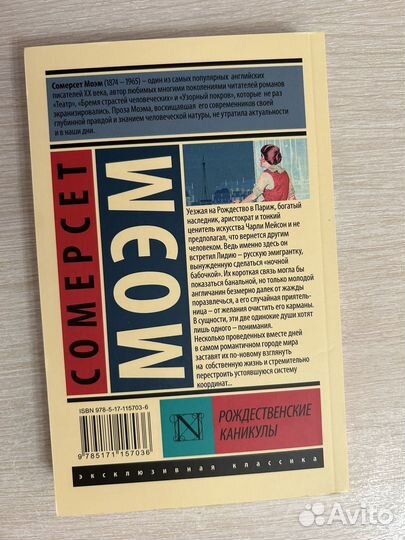 Сомерсет Моэм (1874 – 1965) – один из самых популярных английских
писателей XX века, автор любимых многими поколениями читателей романов
«Театр», «Бремя страстей человеческих» и «Узорный покров», которые не раз
экранизировались. Проза Моэма, восхищавшая его современников своей
глубинной правдой и знанием человеческой натуры, не утратила актуальности
и в наши дни.
СОМЕРСЕТ
МОЭМ
Уезжая на Рождество в Париж, богатый
наследник, аристократ и тонкий
ценитель искусства Чарли Мейсон и не
предполагал, что вернется другим
человеком. Ведь именно здесь он
встретил Лидию – русскую эмигрантку,
вынужденную сделаться «ночной
бабочкой». Их короткая связь могла бы
показаться банальной, но только молодой
англичанин безмерно далек от жажды
поразвлечься, а его случайная приятель-
ница – от желания очистить его карманы.
В сущности, эти две одинокие души хотят
лишь одного – понимания.
Несколько проведенных вместе дней
в самом романтичном городе мира
заставят их по-новому взглянуть
на собственную жизнь и стремительно
перестроить устоявшуюся систему
координат...
ISBN 978-5-17-115703-6
9 785171 157036
N
РОЖДЕСТВЕНСКИЕ
КАНИКУЛЫ
эксклюзивная классика
Avito